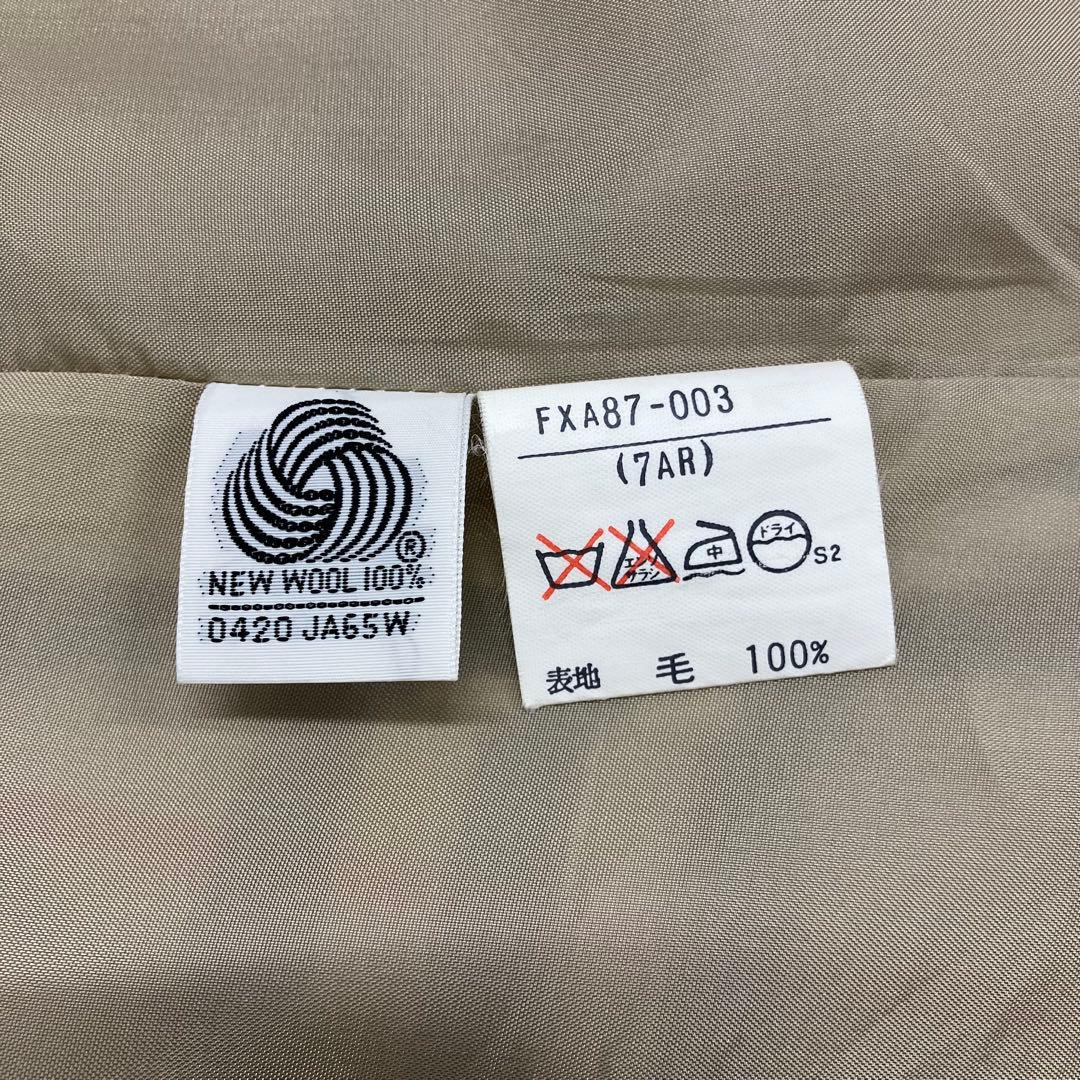 ®
NEW WOOL 100%
0420 JA65W
FXA87-003
(7AR)
エンソ
サラシ
中
ドライ
S2
表地 毛 100%